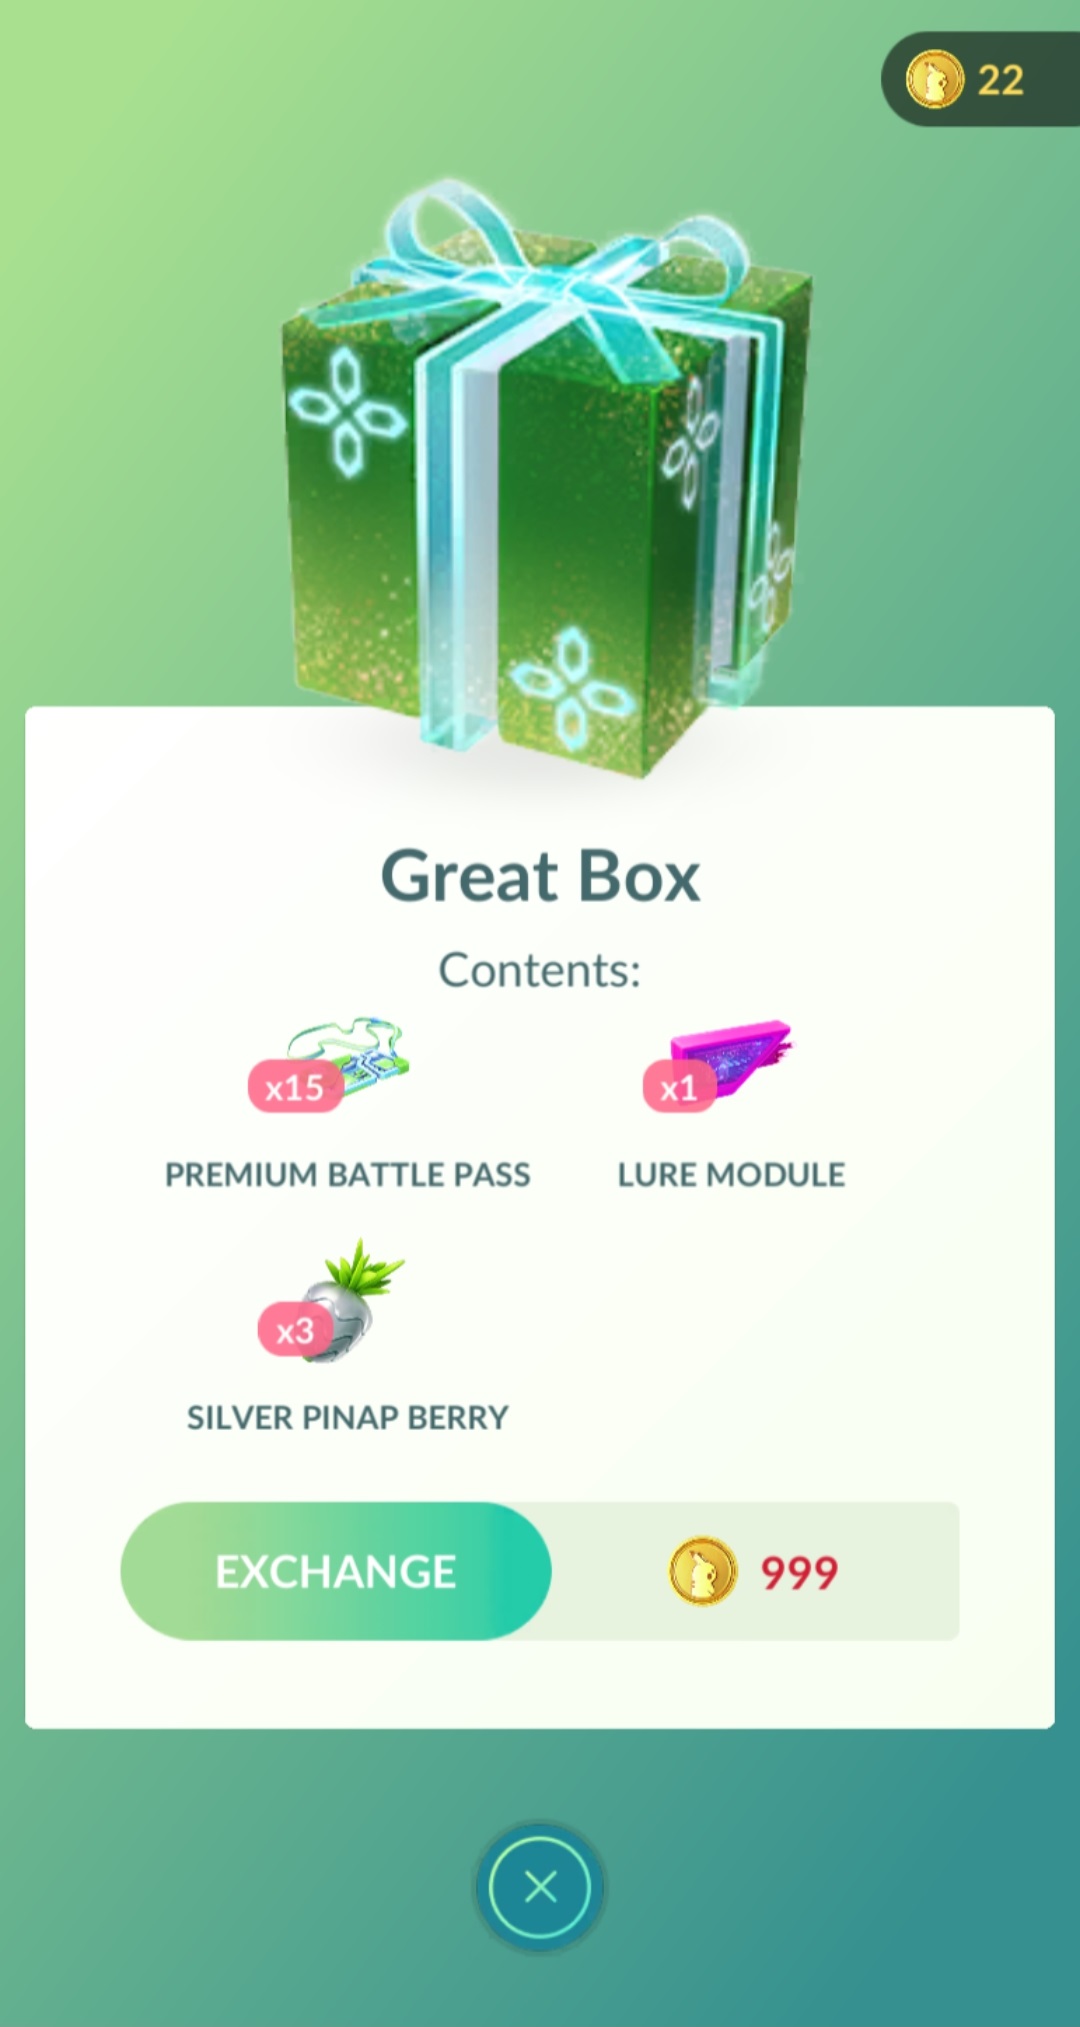 22
Great Box
Contents:
x15
x1
PREMIUM BATTLE PASS
LURE MODULE
x3
SILVER PINAP BERRY
EXCHANGE
999